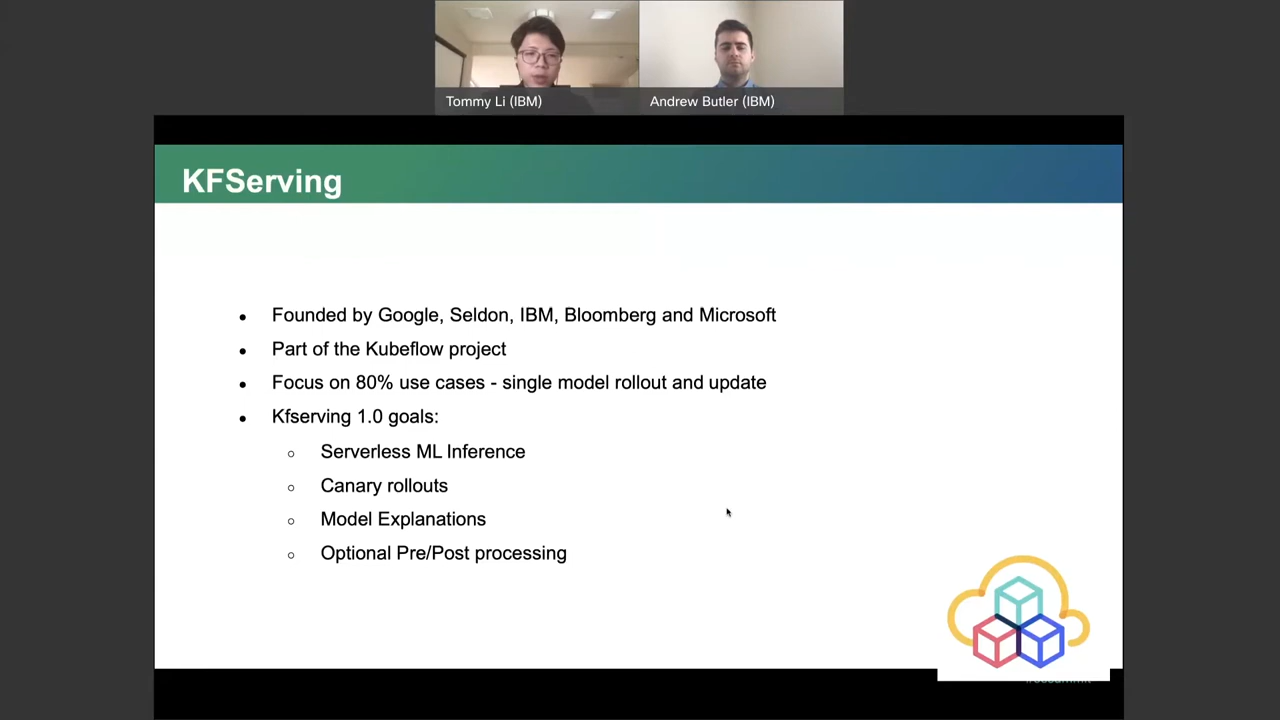 Tommy Li (IBM)
Andrew Butler (IBM)
KFServing
Founded by Google, Seldon, IBM, Bloomberg and Microsoft
Part of the Kubeflow project
Focus on 80% use cases - single model rollout and update
Kfserving 1.0 goals:
Serverless ML Inference
Canary rollouts
Model Explanations
Optional Pre/Post processing